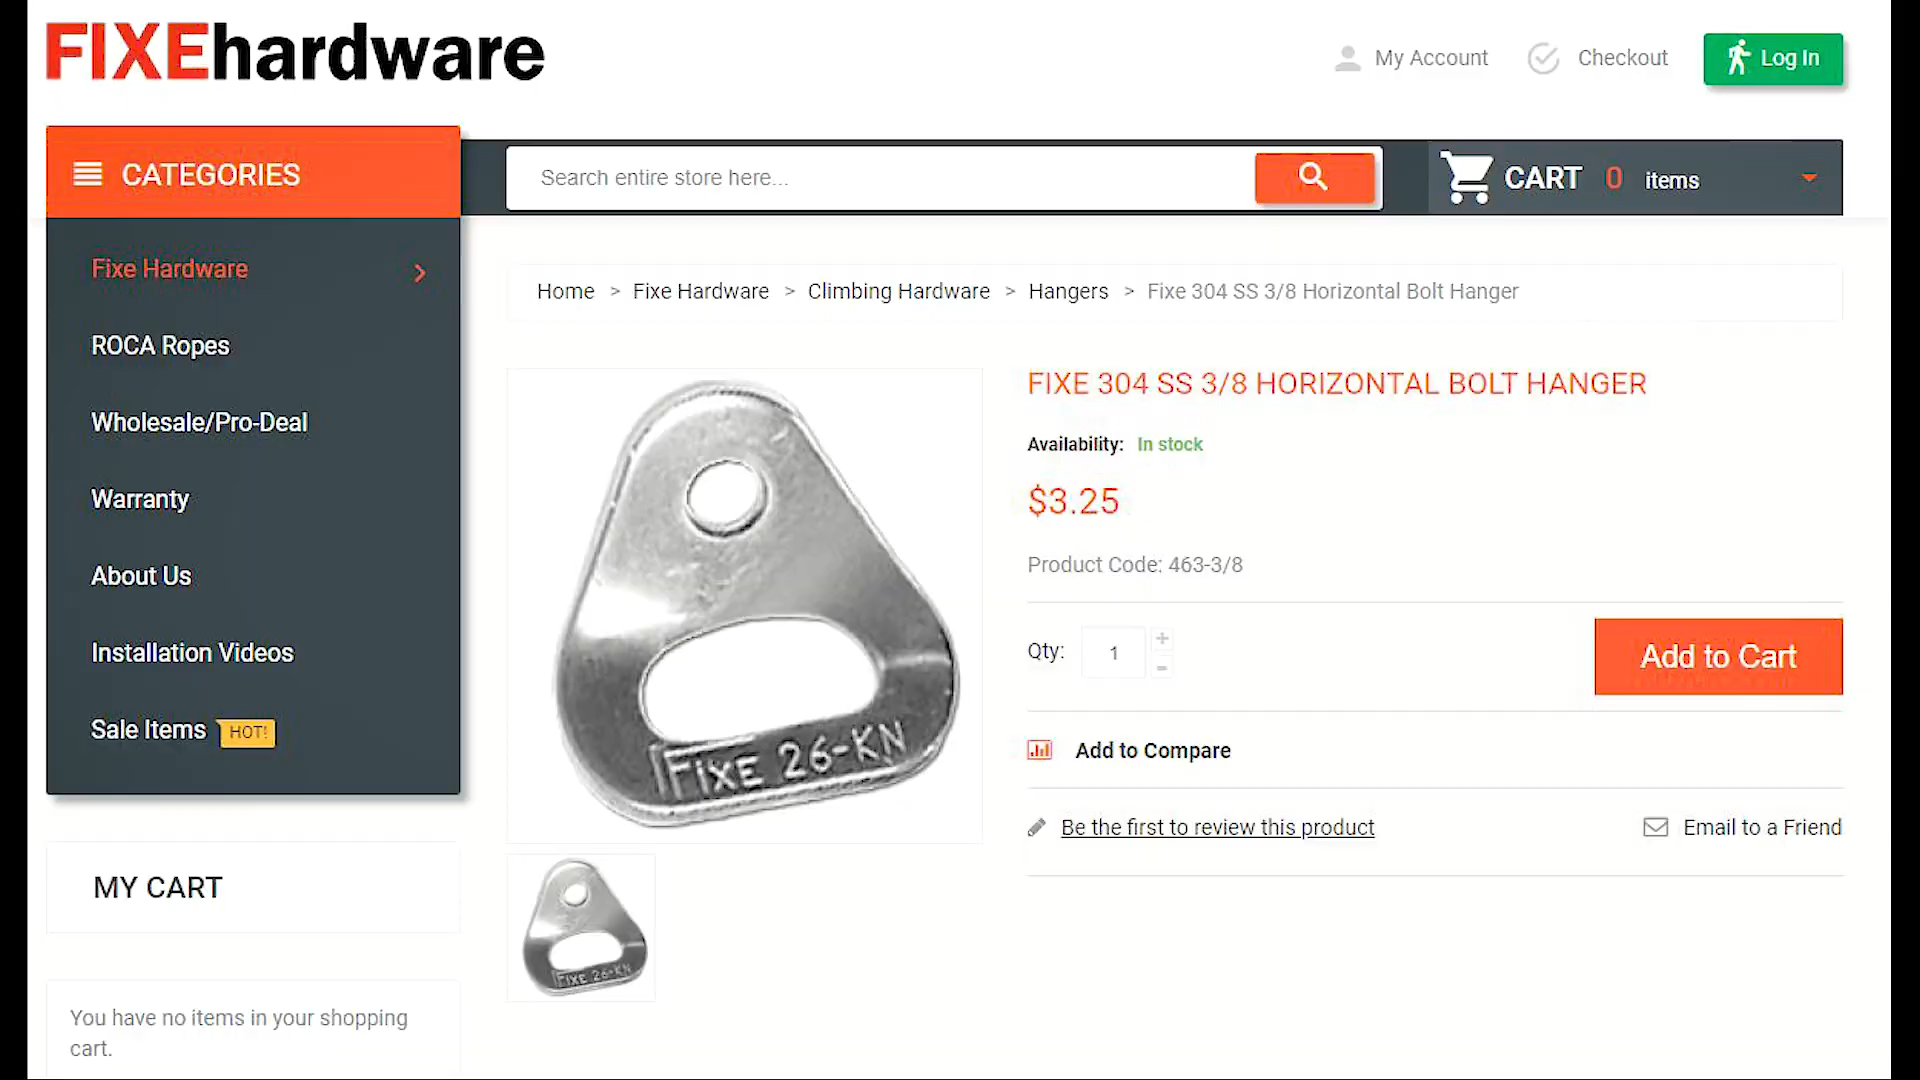 FIXEhardware
My Account
Checkout
Log In
CATEGORIES
Search entire store here...
CART 0 items
Fixe Hardware
ROCA Ropes
Wholesale/Pro-Deal
Warranty
About Us
Installation Videos
Sale Items HOT!
MY CART
You have no items in your shopping
cart.
Home > Fixe Hardware > Climbing Hardware > Hangers > Fixe 304 SS 3/8 Horizontal Bolt Hanger
FIXE 26-KN
FIXE 26-KN
FIXE 304 SS 3/8 HORIZONTAL BOLT HANGER
Availability: In stock
$3.25
Product Code: 463-3/8
Qty: 1 + -
Add to Cart
Add to Compare
Be the first to review this product
Email to a Friend